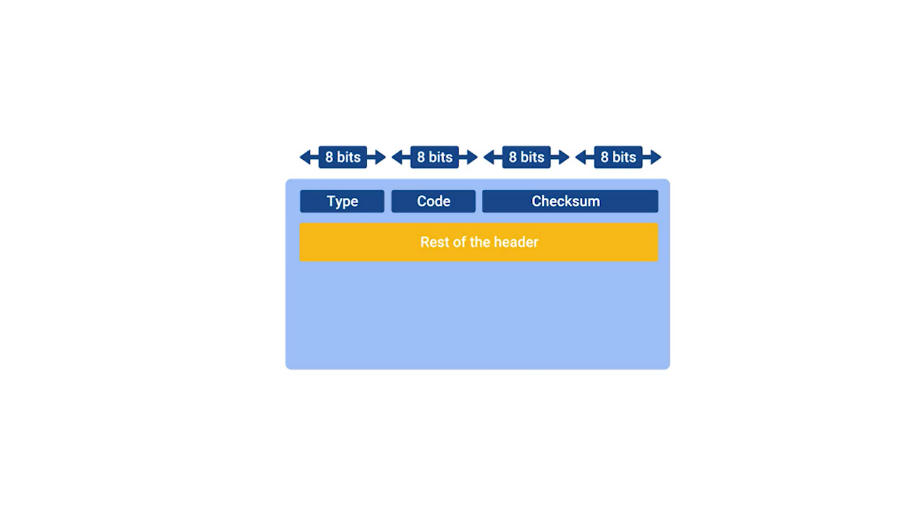 8 bits 8 bits 8 bits 8 bits
Type Code Checksum
Rest of the header